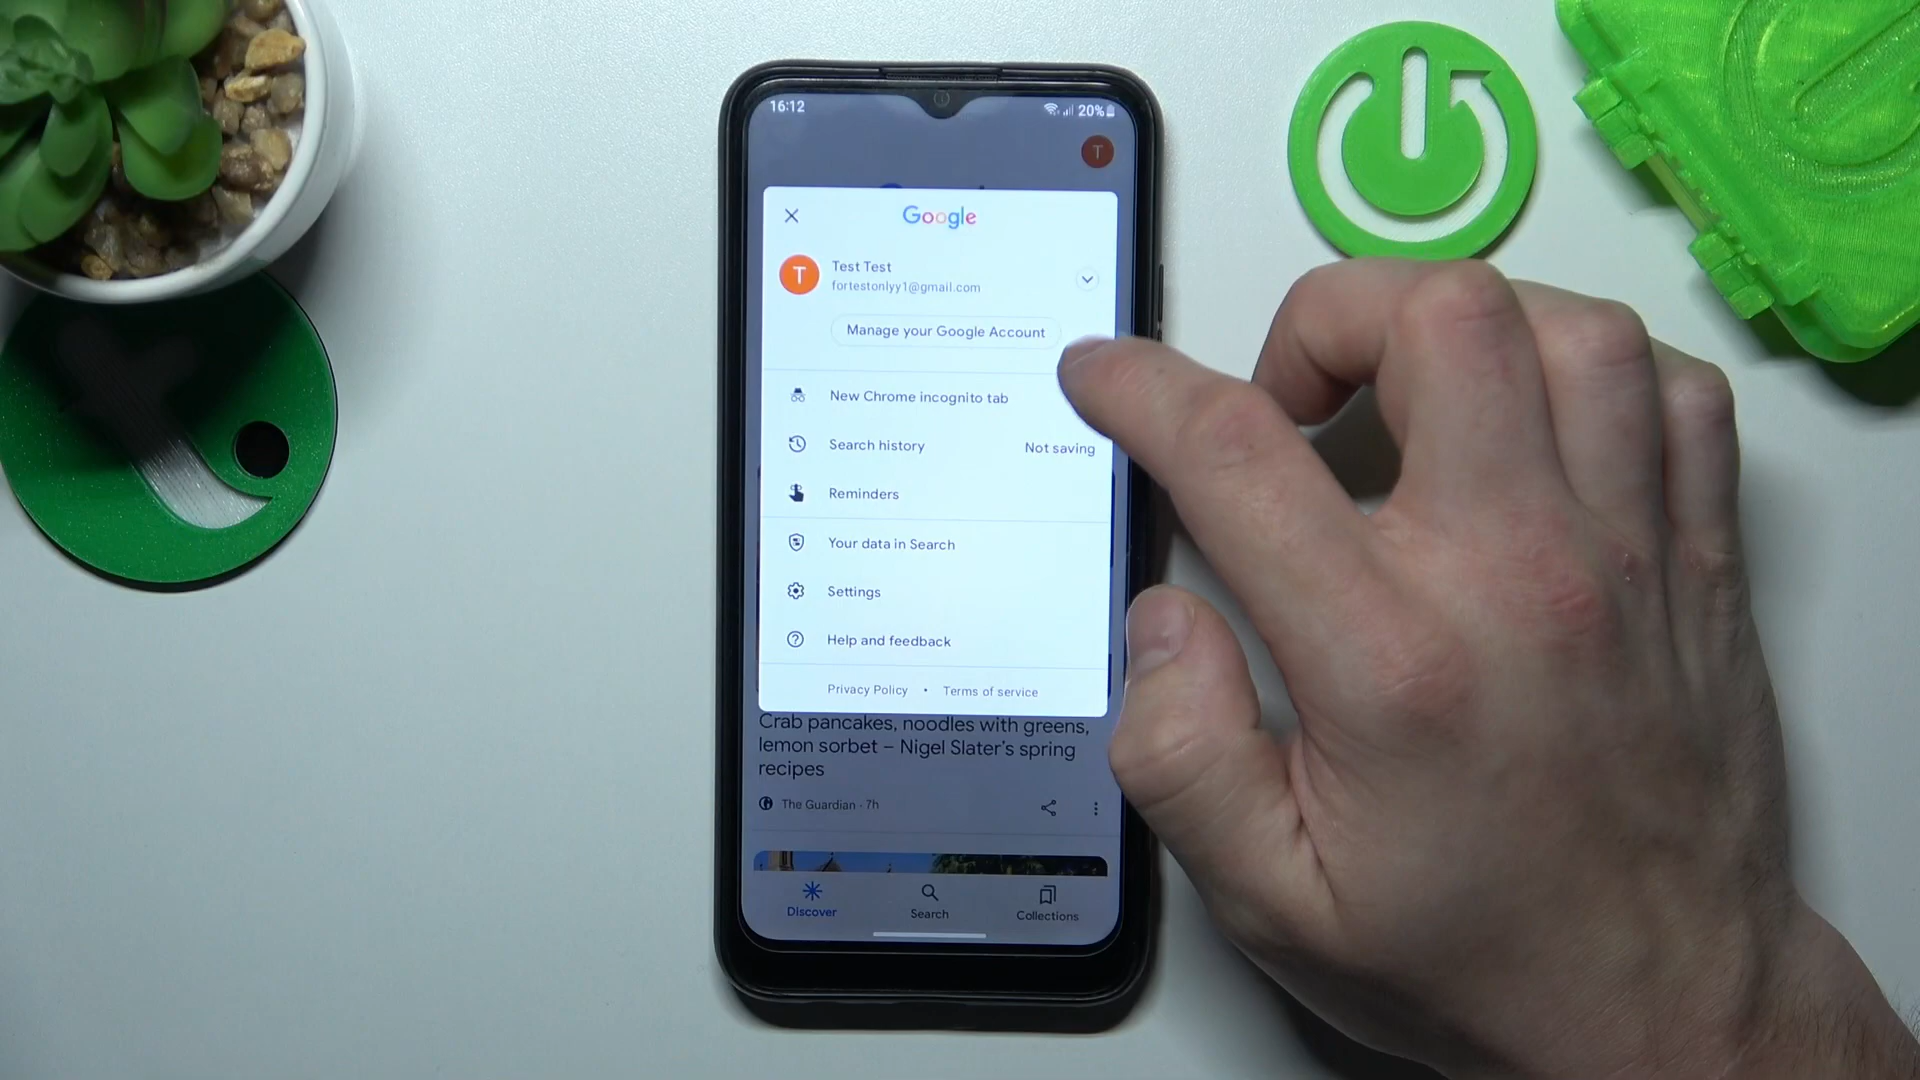 16:12
20%
T
Google
T
Test Test
fortestonlyy1@gmail.com
Manage your Google Account
New Chrome incognito tab
Search history Not saving
Reminders
Your data in Search
Settings
Help and feedback
Privacy Policy • Terms of service
Crab pancakes, noodles with greens,
lemon sorbet – Nigel Slater's spring
recipes
The Guardian · 7h
Discover Search Collections